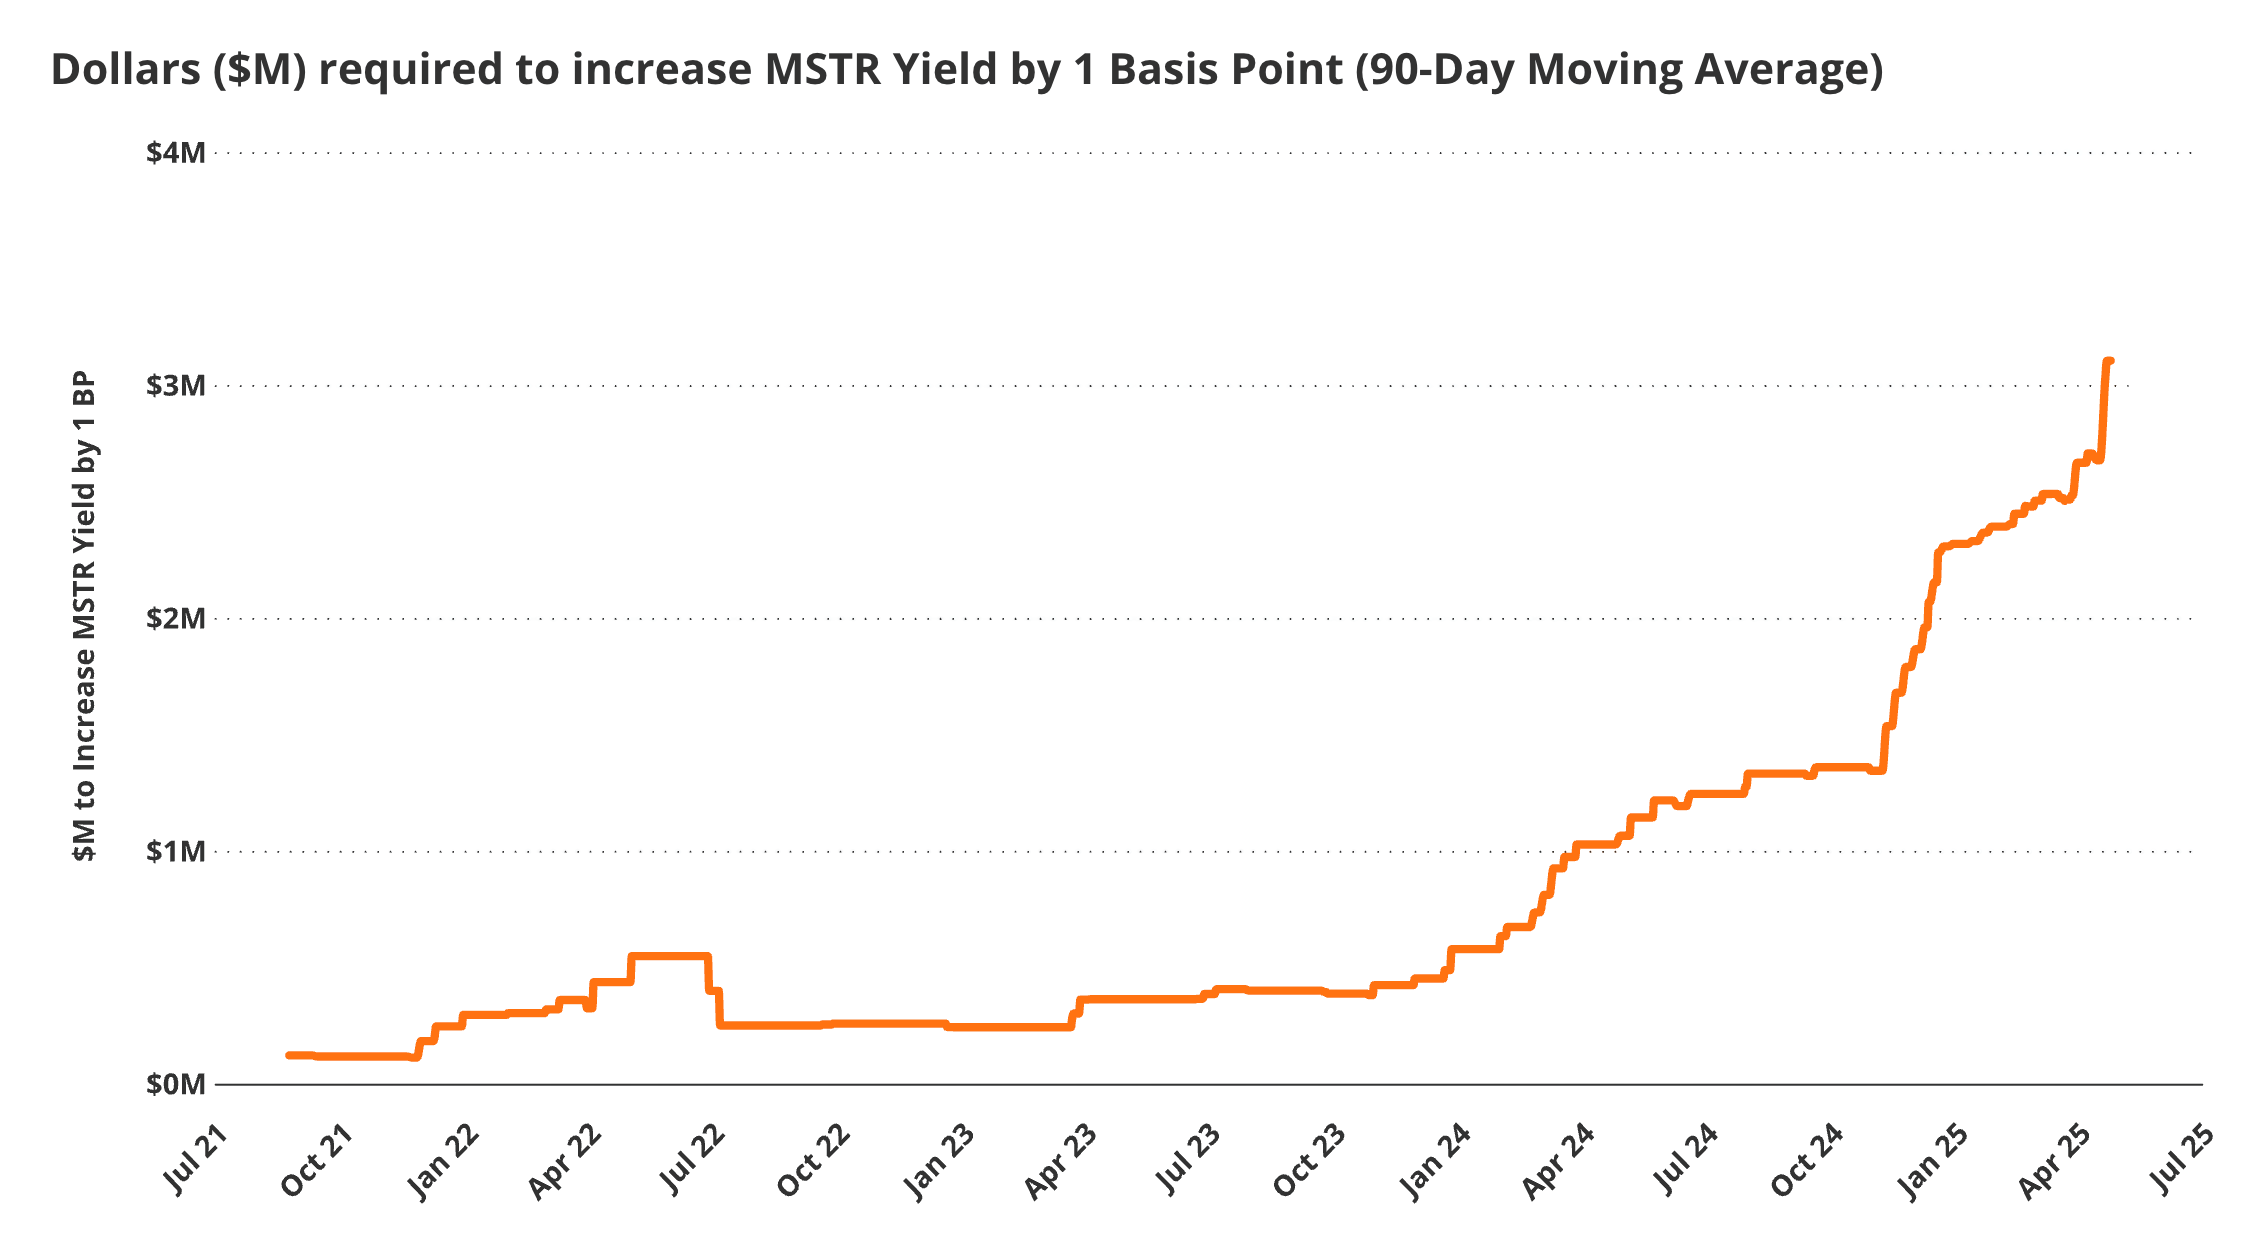 Dollars ($M) required to increase MSTR Yield by 1 Basis Point (90-Day Moving Average)
$4M
$3M
$2M
$1M
$0M
$M to Increase MSTR Yield by 1 BP
Jul 21
Oct 21
Jan 22
Apr 22
Jul 22
Oct 22
Jan 23
Apr 23
Jul 23
Oct 23
Jan 24
Apr 24
Jul 24
Oct 24
Jan 25
Apr 25
Jul 25